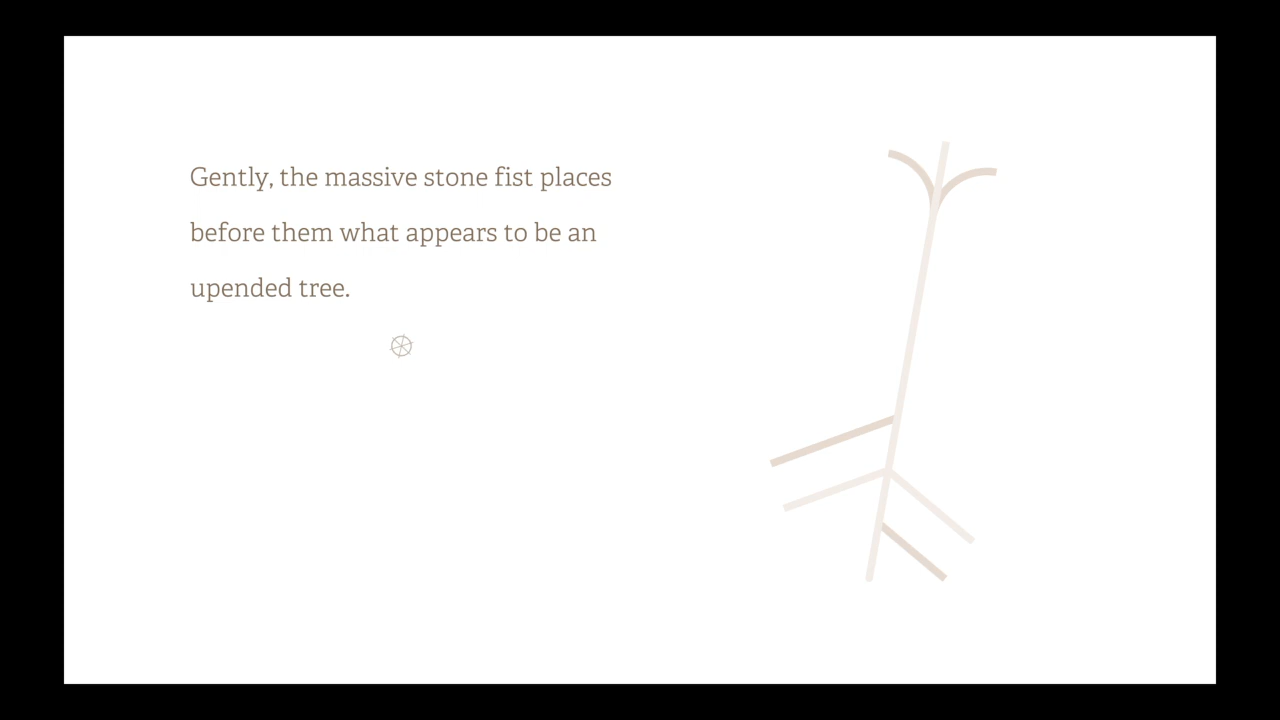 Gently, the massive stone fist places
before them what appears to be an
upended tree.